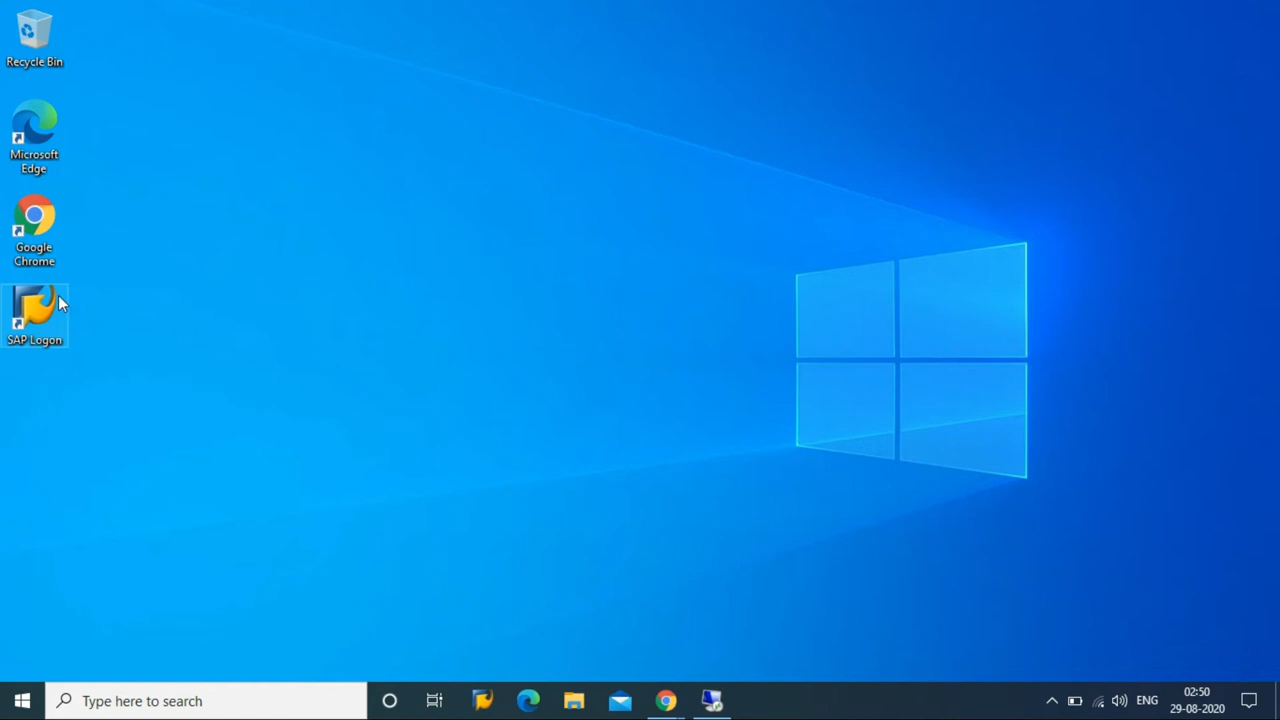 Recycle Bin
Microsoft
Edge
Google
Chrome
SAP Logon
Type here to search
ENG
02:50
29-08-2020